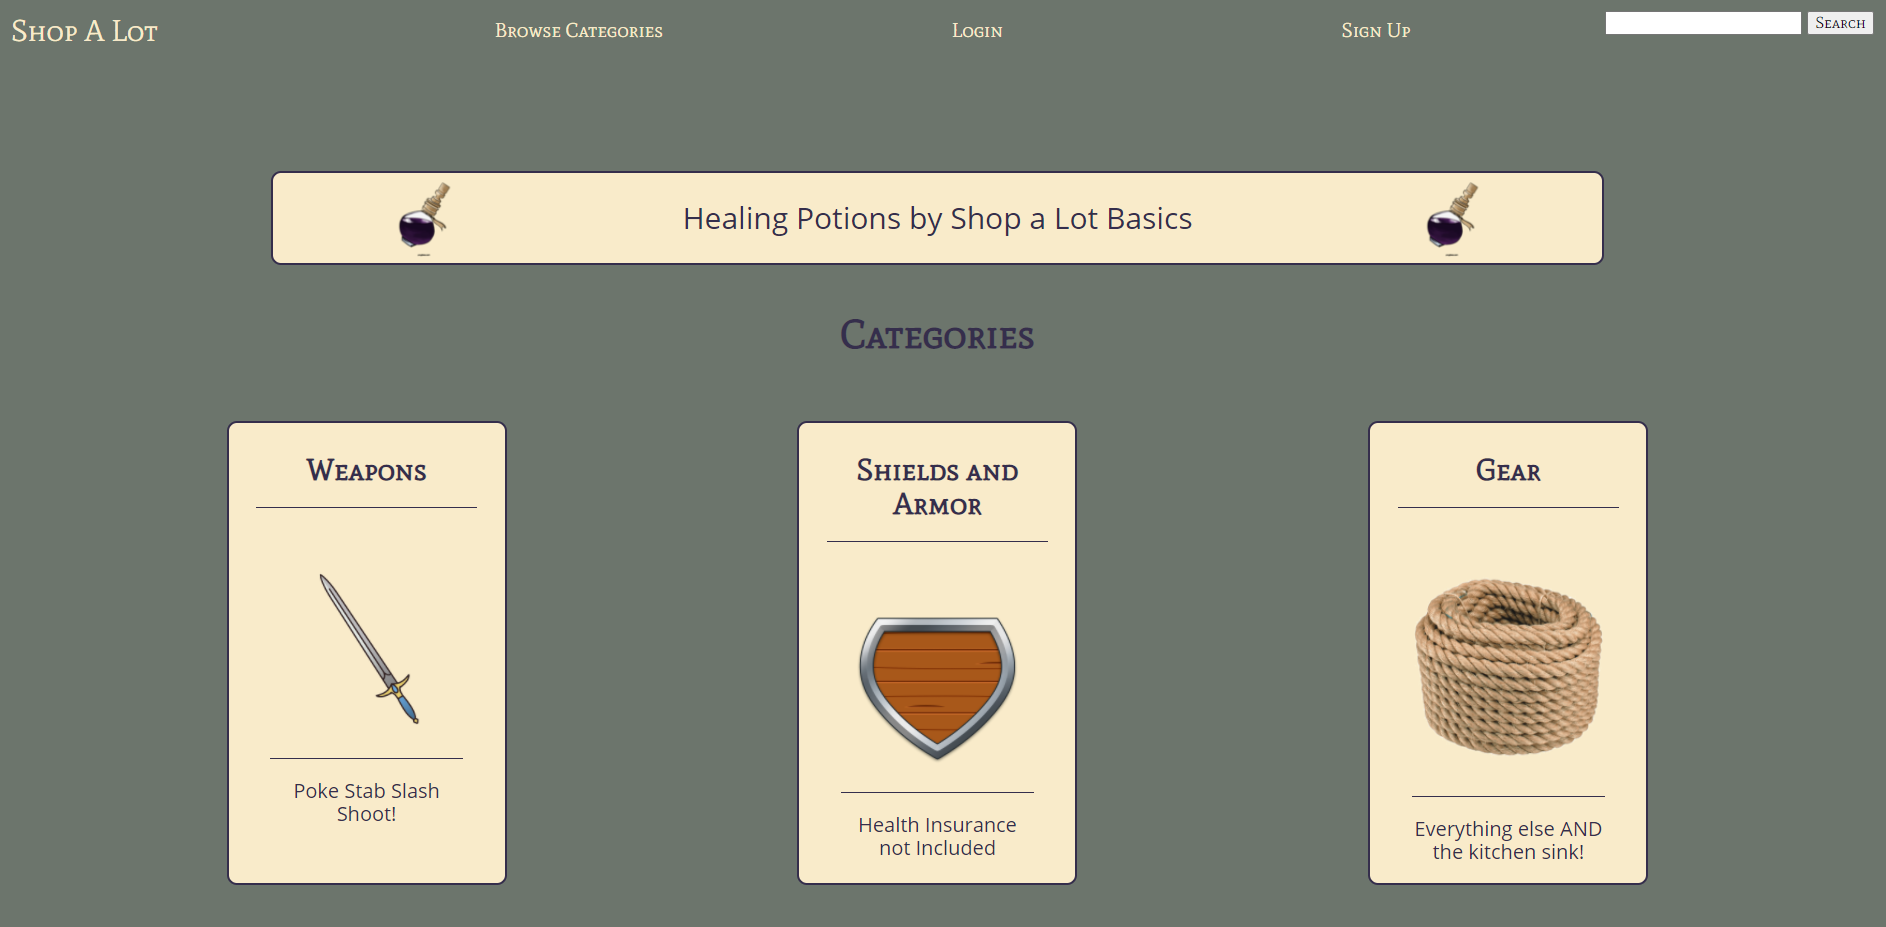 Shop A Lot
Browse Categories
Login
Sign Up
Search
Healing Potions by Shop a Lot Basics
Categories
Weapons
Poke Stab Slash
Shoot!
Shields and
Armor
Health Insurance
not Included
Gear
Everything else AND
the kitchen sink!